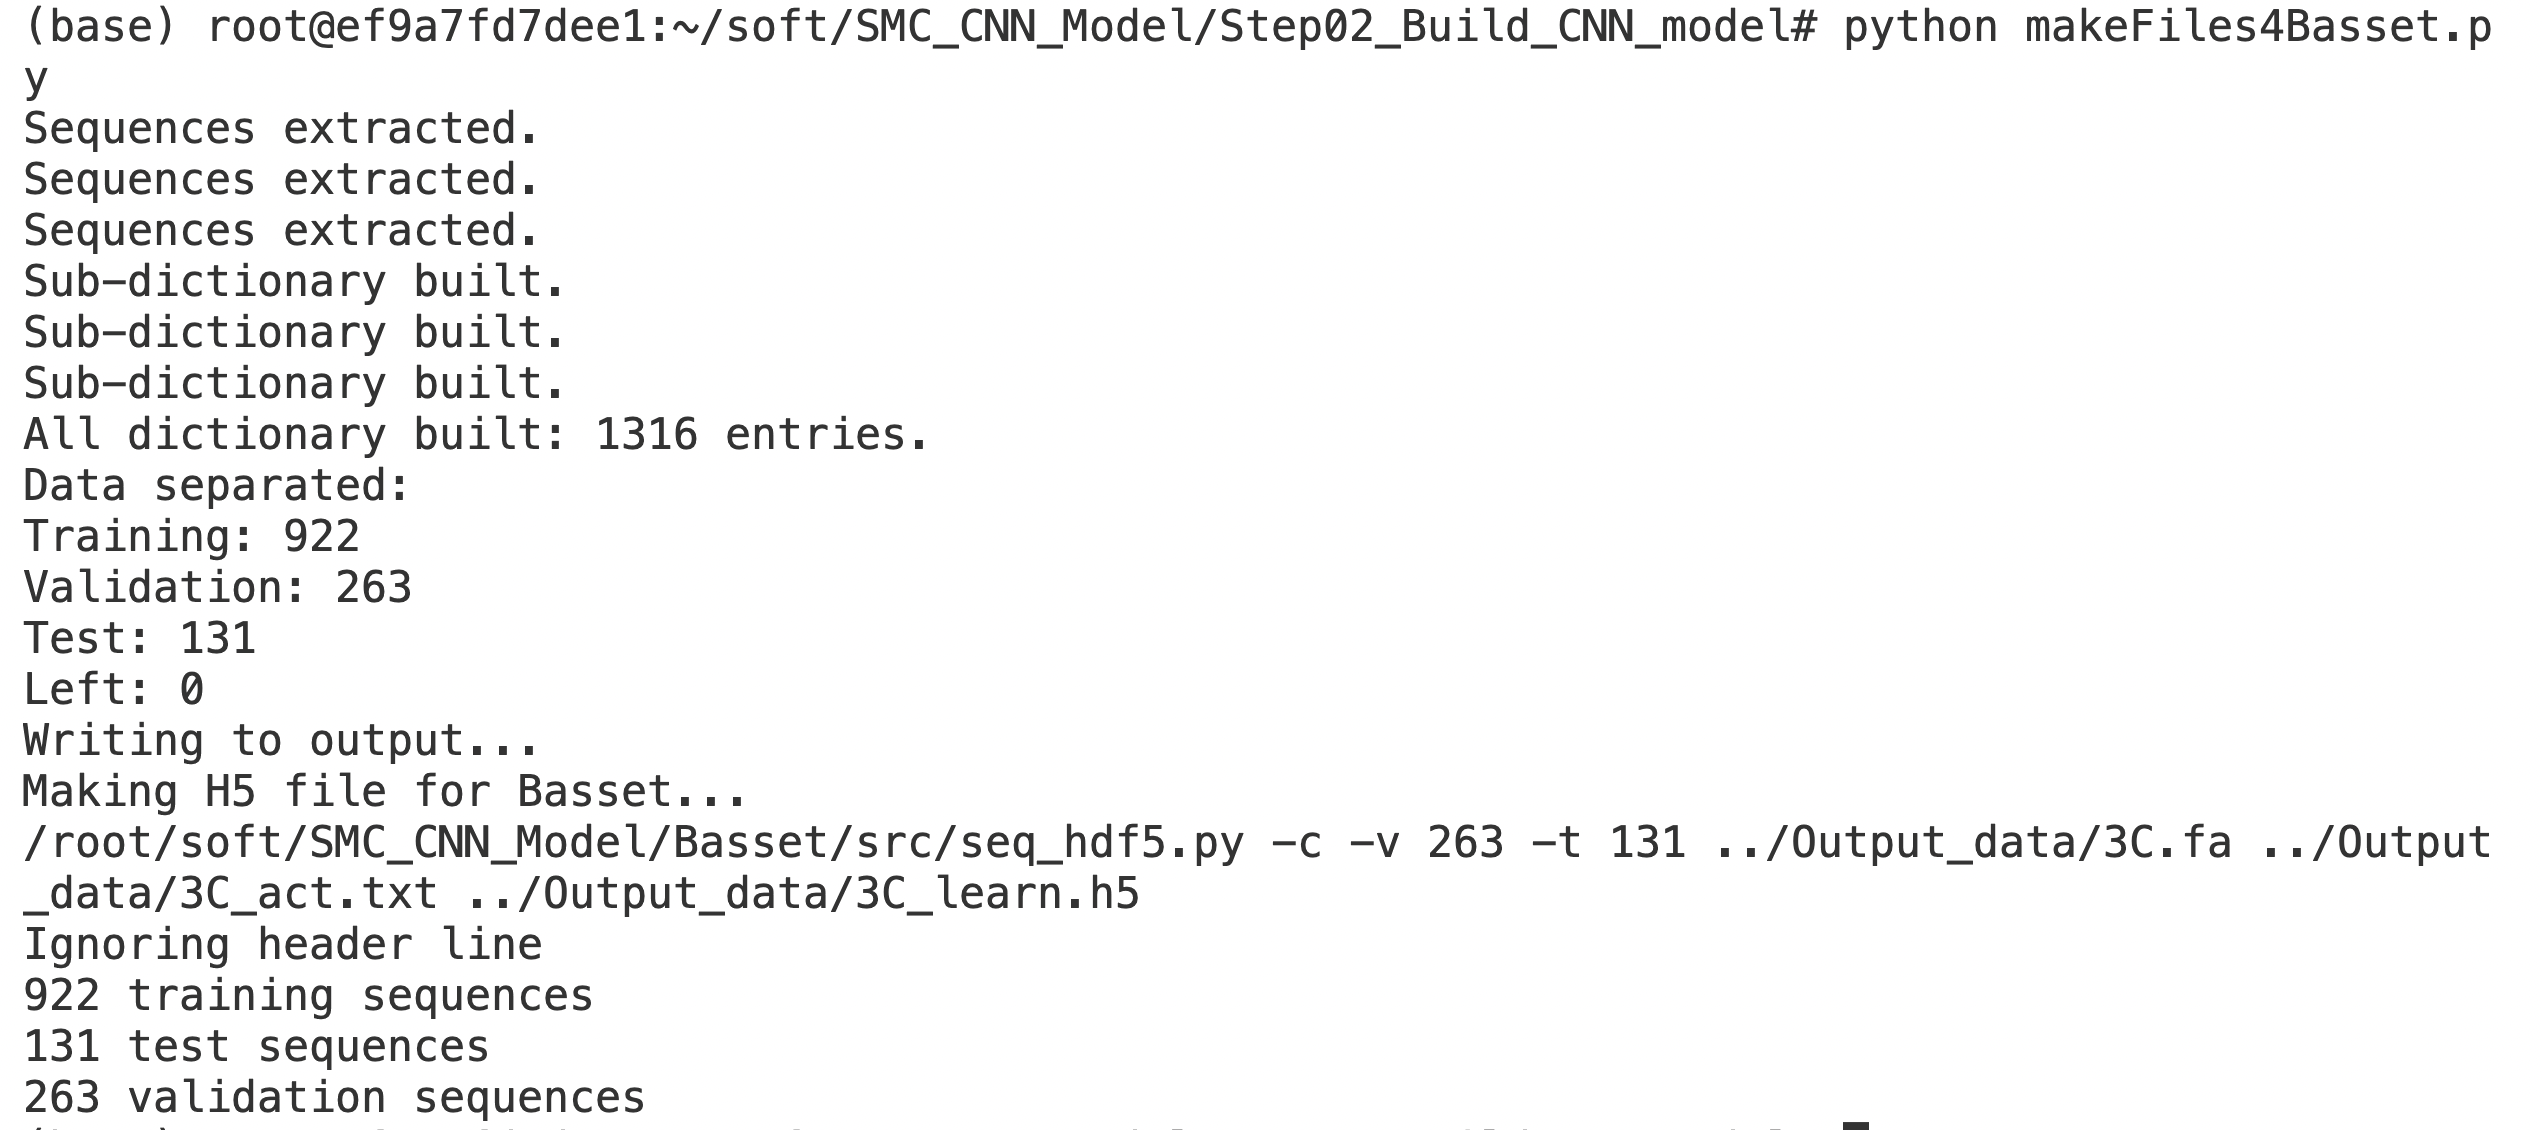 (base) root@ef9a7fd7dee1:~/soft/SMC_CNN_Model/Step02_Build_CNN_model# python makeFiles4Basset.p
y
Sequences extracted.
Sequences extracted.
Sequences extracted.
Sub-dictionary built.
Sub-dictionary built.
Sub-dictionary built.
All dictionary built: 1316 entries.
Data separated:
Training: 922
Validation: 263
Test: 131
Left: 0
Writing to output...
Making H5 file for Basset...
/root/soft/SMC_CNN_Model/Basset/src/seq_hdf5.py -c -v 263 -t 131 ../Output_data/3C.fa ../Output
_data/3C_act.txt ../Output_data/3C_learn.h5
Ignoring header line
922 training sequences
131 test sequences
263 validation sequences